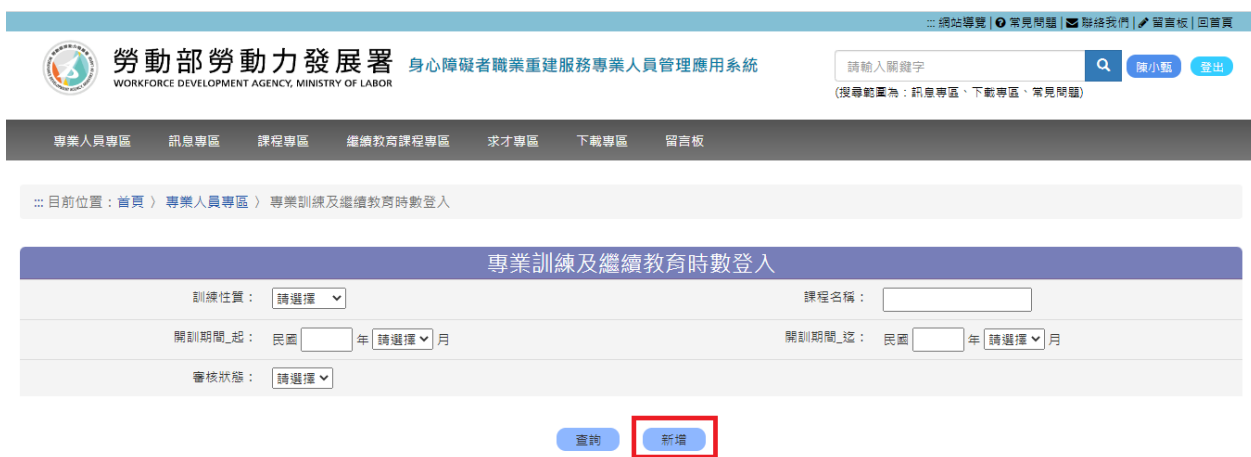 ::: 網站導覽 | 常見問題 | 聯絡我們 | 留言板 | 回首頁
勞動部勞動力發展署 身心障礙者職業重建服務專業人員管理應用系統
WORKFORCE DEVELOPMENT AGENCY, MINISTRY OF LABOR
請輸入關鍵字 陳小甄 登出
(搜尋範圍為：訊息專區、下載專區、常見問題)
專業人員專區 訊息專區 課程專區 繼續教育課程專區 求才專區 下載專區 留言板
::: 目前位置：首頁 〉 專業人員專區 〉 專業訓練及繼續教育時數登入
專業訓練及繼續教育時數登入
訓練性質： 請選擇 課程名稱：
開訓期間_起： 民國 年 請選擇 月 開訓期間_迄： 民國 年 請選擇 月
審核狀態： 請選擇
查詢 新增